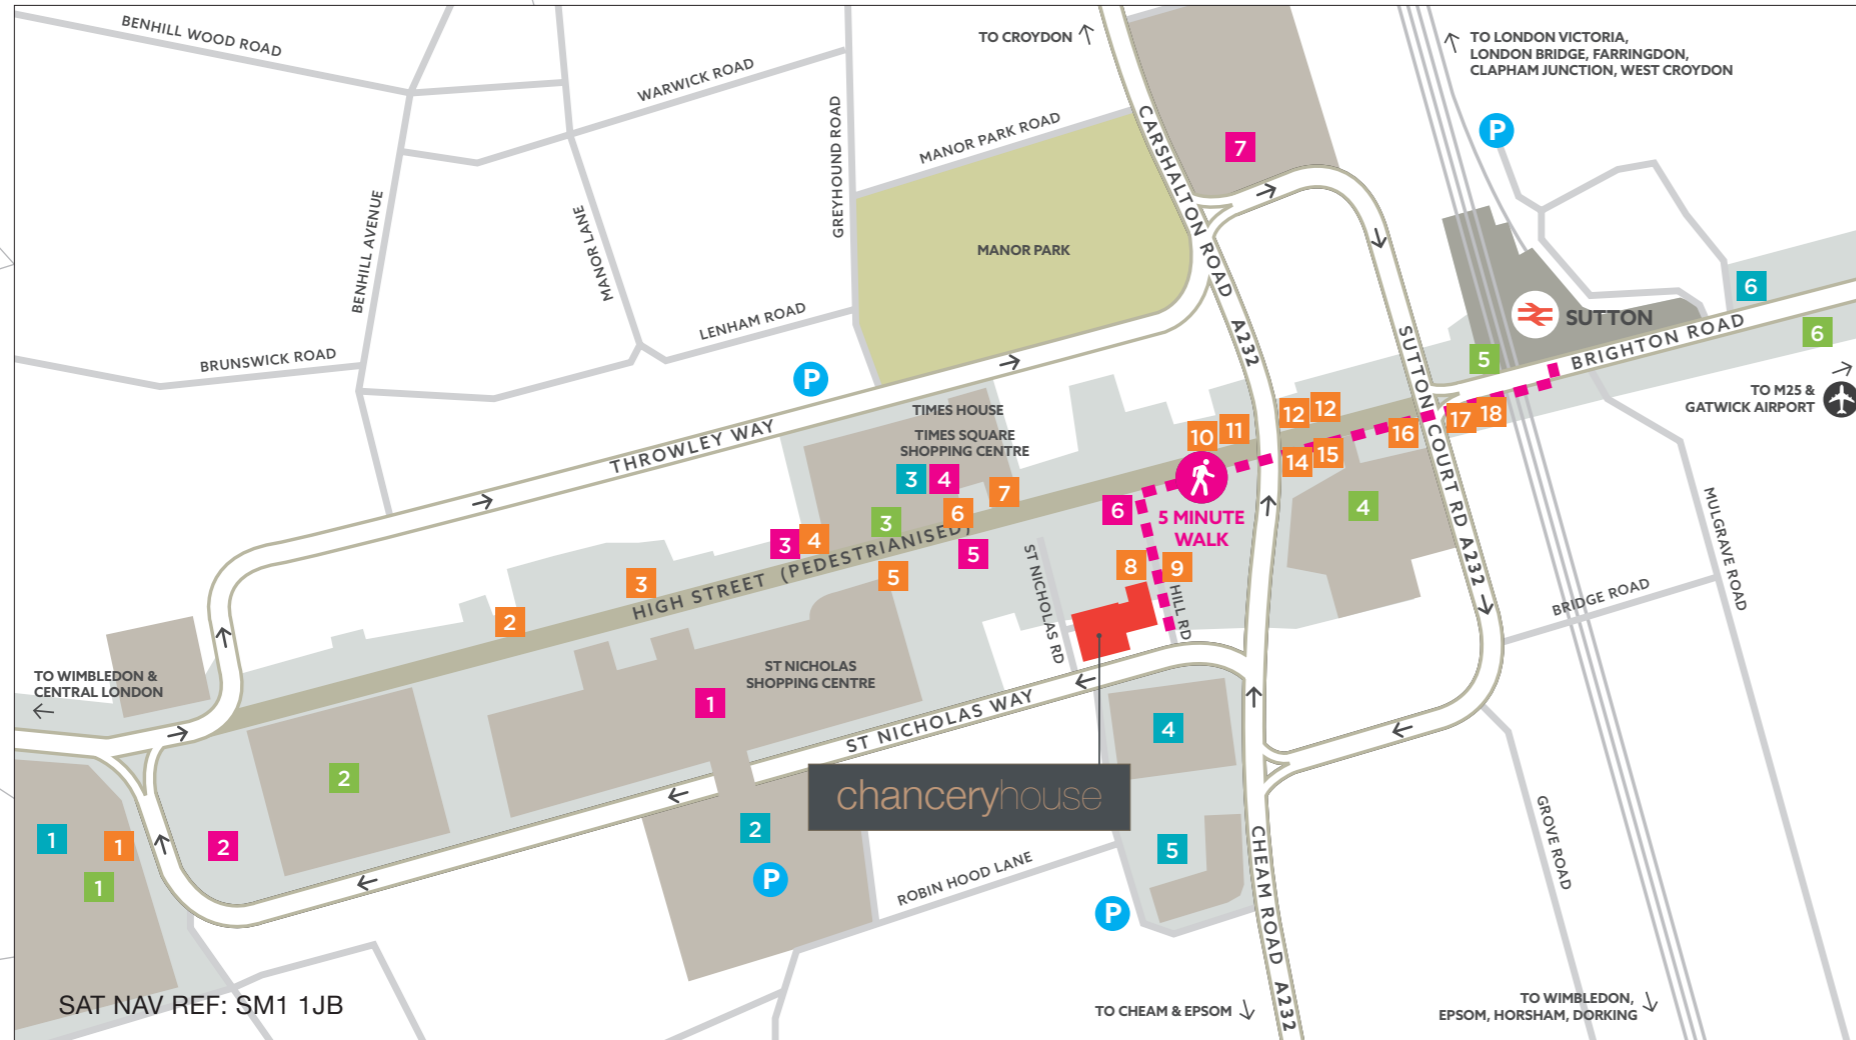 BENHILL WOOD ROAD
WARWICK ROAD
GREYHOUND ROAD
TO CROYDON
MANOR PARK ROAD
CARSHALTON ROAD
A232
7
TO LONDON VICTORIA,
LONDON BRIDGE, FARRINGDON,
CLAPHAM JUNCTION, WEST CROYDON
P
BENHILL AVENUE
MANOR LANE
MANOR PARK
LENHAM ROAD
BRUNSWICK ROAD
P
SUTTON
BRIGHTON ROAD
6
6
5
TO M25 &
GATWICK AIRPORT
SUTTON COURT RD A232
THROWLEY WAY
TIMES HOUSE
TIMES SQUARE
SHOPPING CENTRE
3
4
7
6
3
3
4
5
5
10
11
12
12
14
15
16
17
18
5 MINUTE
WALK
6
4
8
9
HILL RD
ST NICHOLAS RD
HIGH STREET (PEDESTRIANISED)
3
2
MULGRAVE ROAD
BRIDGE ROAD
TO WIMBLEDON &
CENTRAL LONDON
ST NICHOLAS
SHOPPING CENTRE
1
ST NICHOLAS WAY
4
2
chanceryhouse
2
P
1
1
1
2
5
P
ROBIN HOOD LANE
CHEAM ROAD A232
GROVE ROAD
SAT NAV REF: SM1 1JB
TO CHEAM & EPSOM
TO WIMBLEDON,
EPSOM, HORSHAM, DORKING